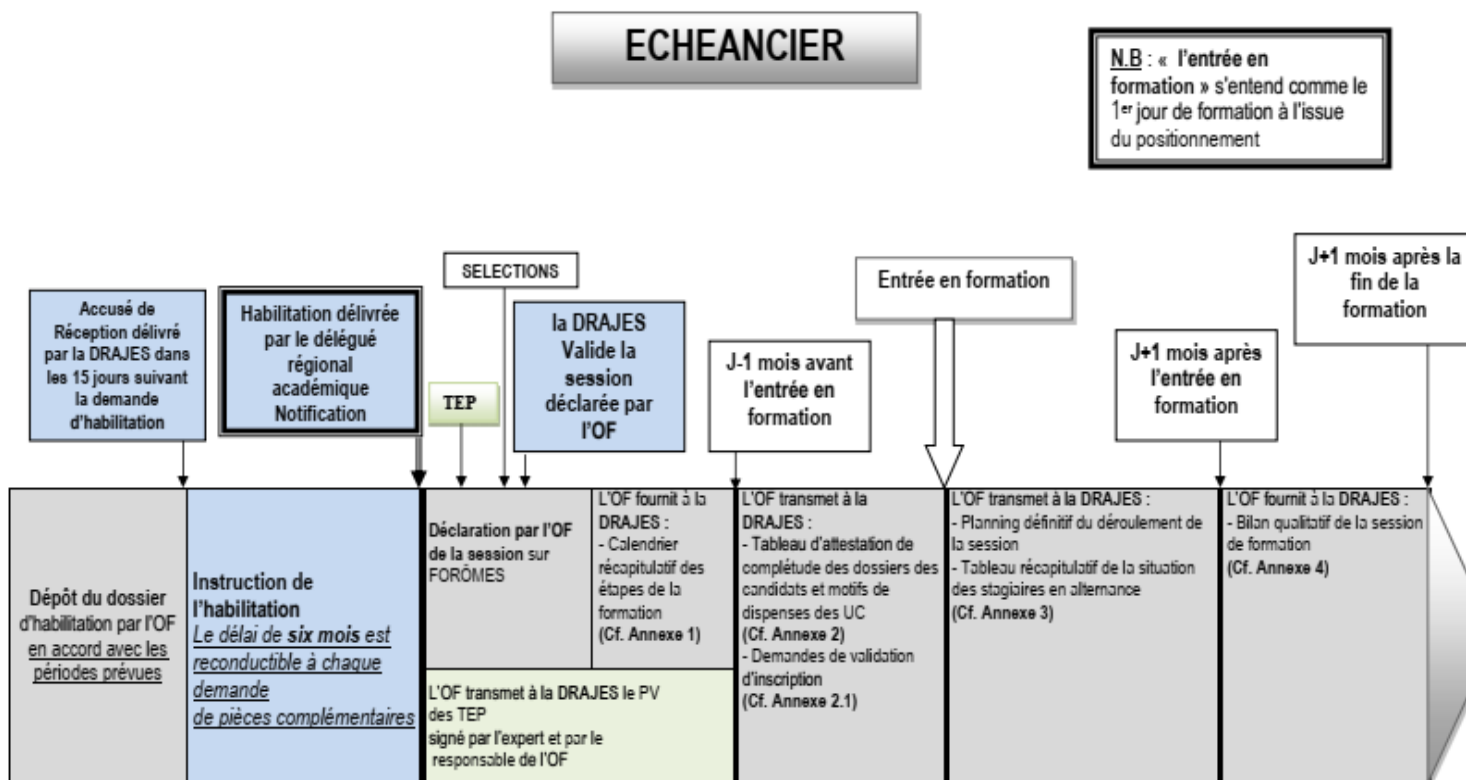 ECHEANCIER
N.B : « l'entrée en
formation » s'entend comme le
1er jour de formation à l'issue
du positionnement
Accusé de
Réception délivré
par la DRAJES dans
les 15 jours suivant
la demande
d'habilitation
Habilitation délivrée
par le délégué
régional
académique
Notification
TEP
SELECTIONS
la DRAJES
Valide la
session
déclarée par
l'OF
J-1 mois avant
l'entrée en
formation
Entrée en formation
J+1 mois après
l'entrée en
formation
J+1 mois après la
fin de la
formation
Dépôt du dossier
d'habilitation par l'OF
en accord avec les
périodes prévues
Instruction de
l'habilitation
Le délai de six mois est
reconductible à chaque
demande
de pièces complémentaires
Déclaration par l'OF
de la session sur
FORÔMES
L'OF fournit à la
DRAJES :
- Calendrier
récapitulatif des
étapes de la
formation
(Cf. Annexe 1)
L'OF transmet à la DRAJES le PV
des TEP
signé par l'expert et par le
responsable de l'OF
L'OF transmet à la
DRAJES :
- Tableau d'attestation de
complétude des dossiers des
candidats et motifs de
dispenses des UC
(Cf. Annexe 2)
- Demandes de validation
d'inscription
(Cf. Annexe 2.1)
L'OF transmet à la DRAJES :
- Planning définitif du déroulement de
la session
- Tableau récapitulatif de la situation
des stagiaires en alternance
(Cf. Annexe 3)
L'OF fournit à la DRAJES :
- Bilan qualitatif de la session
de formation
(Cf. Annexe 4)